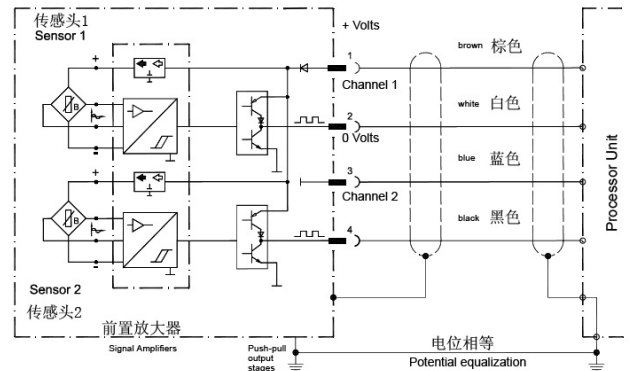 传感头1
Sensor 1
+ Volts
1
brown 棕色
Channel 1
2
white 白色
0 Volts
3
blue 蓝色
Channel 2
4
black 黑色
+
B
-
+
B
-
Sensor 2
传感头2
前置放大器
Signal Amplifiers
Push-pull
output
stages
电位相等
Potential equalization
Processor Unit